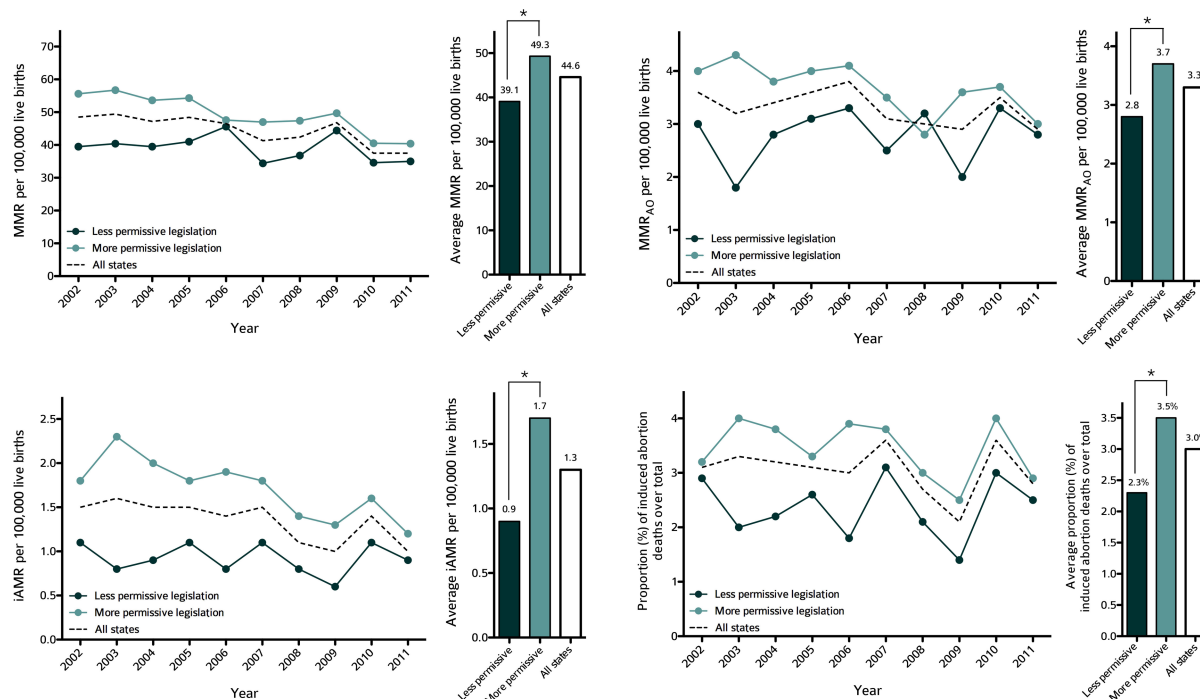 MMR per 100,000 live births
70
60
50
40
30
20
10
0
Less permissive legislation
More permissive legislation
All states
2002
2003
2004
2005
2006
2007
2008
2009
2010
2011
Year
Average MMR per 100,000 live births
50
40
30
20
10
0
*
39.1
49.3
44.6
Less permissive
More permissive
All states
MMRAO per 100,000 live births
4
3
2
1
0
Less permissive legislation
More permissive legislation
All states
2002
2003
2004
2005
2006
2007
2008
2009
2010
2011
Year
Average MMRAO per 100,000 live births
4
3
2
1
0
*
2.8
3.7
3.3
Less permissive
More permissive
All states
iAMR per 100,000 live births
2.5
2.0
1.5
1.0
0.5
0.0
Less permissive legislation
More permissive legislation
All states
2002
2003
2004
2005
2006
2007
2008
2009
2010
2011
Year
Average iAMR per 100,000 live births
1.5
1.0
0.5
0.0
*
0.9
1.7
1.3
Less permissive
More permissive
All states
Proportion (%) of induced abortion
deaths over total
4
3
2
1
0
Less permissive legislation
More permissive legislation
All states
2002
2003
2004
2005
2006
2007
2008
2009
2010
2011
Year
Average proportion (%) of
induced abortion deaths over total
3.5
3.0
2.5
2.0
1.5
1.0
0.5
0.0
*
2.3%
3.5%
3.0%
Less permissive
More permissive
All states